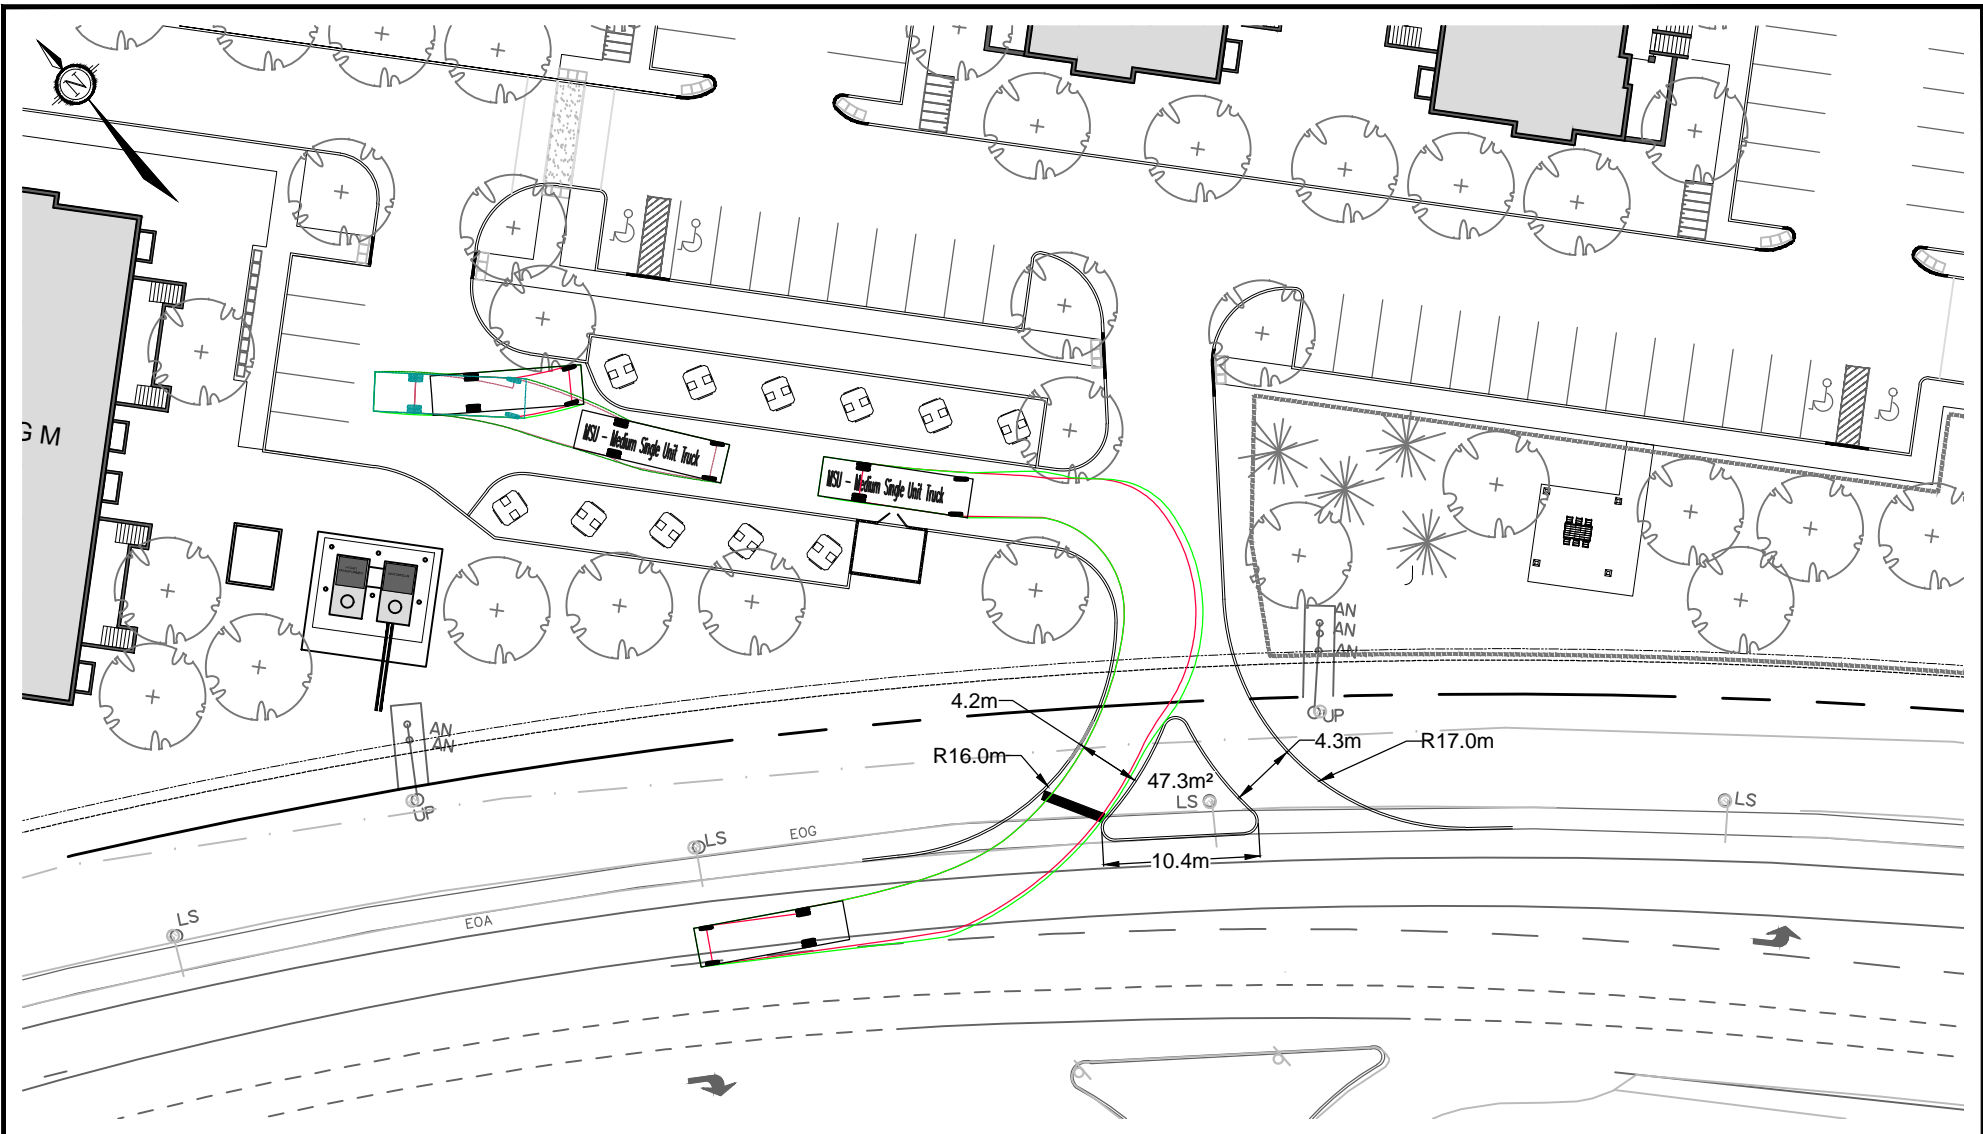 N
G M
MSU - Medium Single Unit Truck
MSU - Medium Single Unit Truck
AN
AN
AN
UP
4.2m
R16.0m
47.3m²
LS
4.3m
R17.0m
LS
10.4m
AN
AN
UP
EOG
LS
LS
EOA